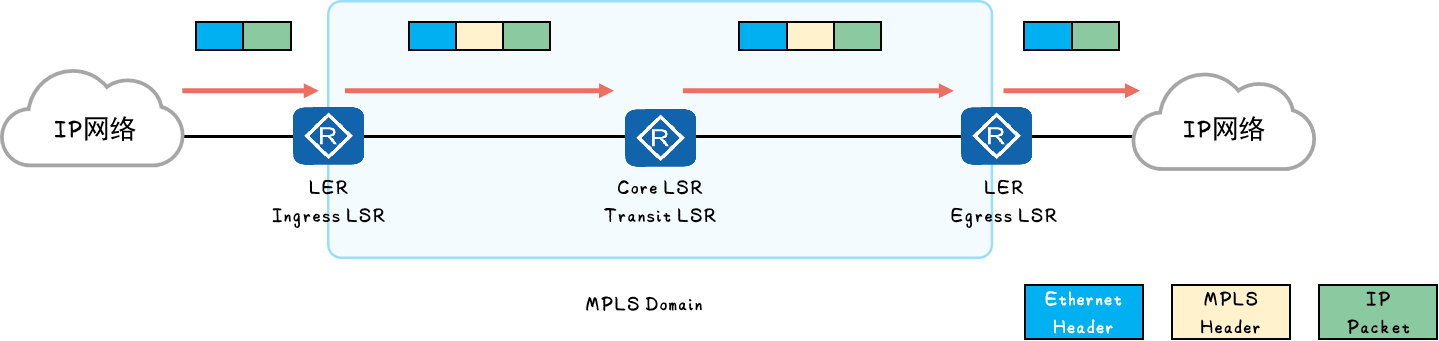 IP网络
R
R
R
IP网络
LER
Ingress LSR
Core LSR
Transit LSR
LER
Egress LSR
MPLS Domain
Ethernet
Header
MPLS
Header
IP
Packet